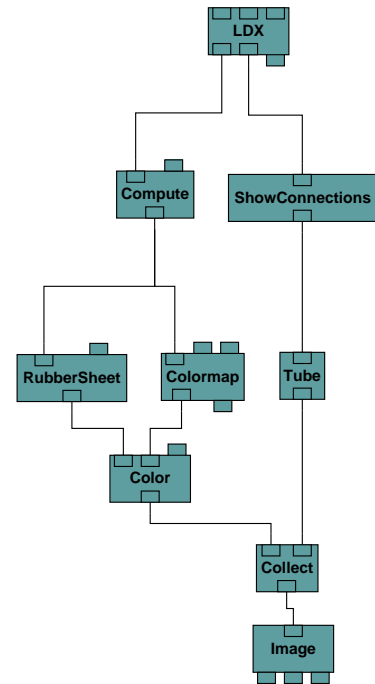 LDX
Compute
ShowConnections
RubberSheet
Colormap
Tube
Color
Collect
Image